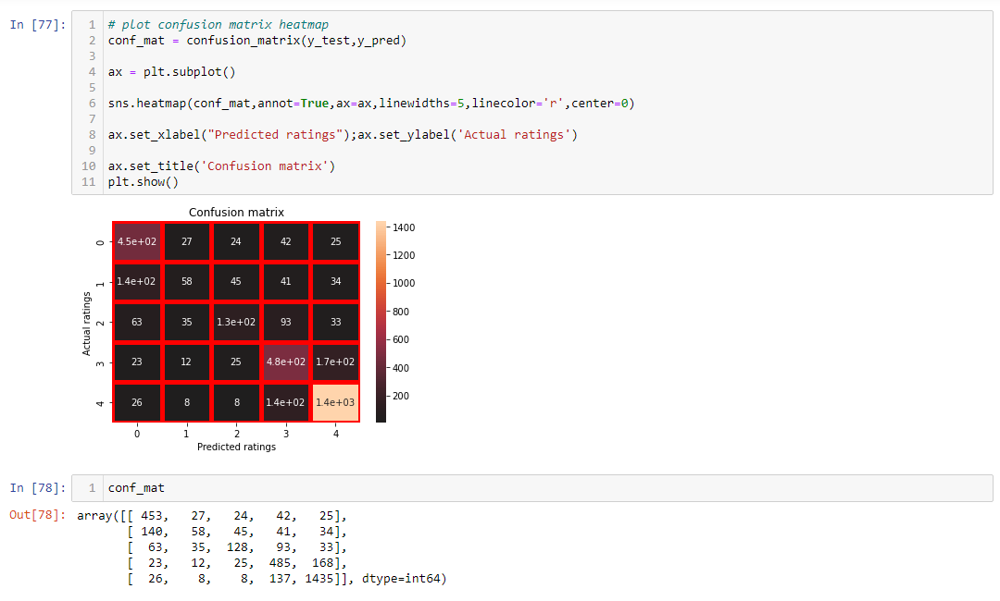 In [77]:
1 # plot confusion matrix heatmap
2 conf_mat = confusion_matrix(y_test,y_pred)
3
4 ax = plt.subplot()
5
6 sns.heatmap(conf_mat,annot=True,ax=ax,linewidths=5,linecolor='r',center=0)
7
8 ax.set_xlabel("Predicted ratings");ax.set_ylabel('Actual ratings')
9
10 ax.set_title('Confusion matrix')
11 plt.show()
Confusion matrix
Actual ratings
0 4.5e+02 27 24 42 25
1 1.4e+02 58 45 41 34
2 63 35 1.3e+02 93 33
3 23 12 25 4.8e+02 1.7e+02
4 26 8 8 1.4e+02 1.4e+03
0 1 2 3 4
Predicted ratings
1400
1200
1000
800
600
400
200
In [78]:
1 conf_mat
Out[78]: array([[ 453, 27, 24, 42, 25],
[ 140, 58, 45, 41, 34],
[ 63, 35, 128, 93, 33],
[ 23, 12, 25, 485, 168],
[ 26, 8, 8, 137, 1435]], dtype=int64)